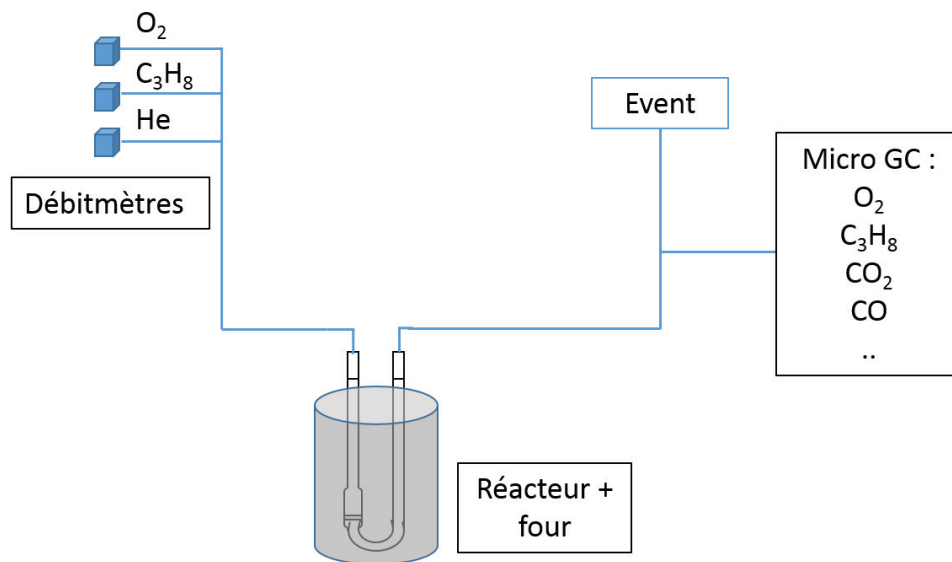 O₂
C₃H₈
He
Débitmètres
Event
Micro GC :
O₂
C₃H₈
CO₂
CO
..
Réacteur +
four